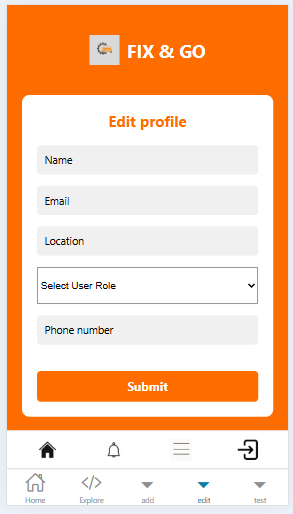 FIX & GO
Edit profile
Name
Email
Location
Select User Role
Phone number
Submit
Home Explore add edit test